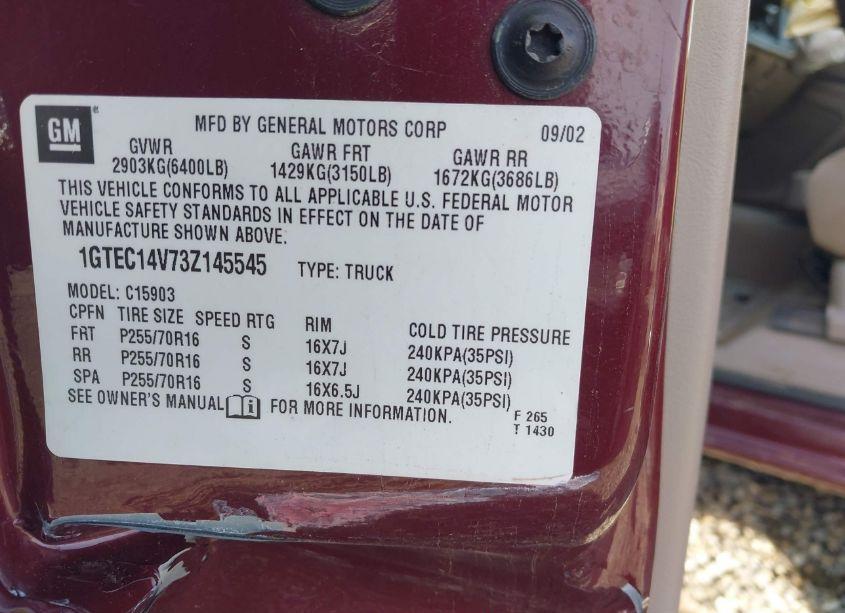 GM
MFD BY GENERAL MOTORS CORP 09/02
GVWR GAWR FRT GAWR RR
2903KG(6400LB) 1429KG(3150LB) 1672KG(3686LB)
THIS VEHICLE CONFORMS TO ALL APPLICABLE U.S. FEDERAL MOTOR
VEHICLE SAFETY STANDARDS IN EFFECT ON THE DATE OF
MANUFACTURE SHOWN ABOVE.
1GTEC14V73Z145545 TYPE: TRUCK
MODEL: C15903
CPFN TIRE SIZE SPEED RTG RIM COLD TIRE PRESSURE
FRT P255/70R16 S 16X7J 240KPA(35PSI)
RR P255/70R16 S 16X7J 240KPA(35PSI)
SPA P255/70R16 S 16X6.5J 240KPA(35PSI)
SEE OWNER'S MANUAL FOR MORE INFORMATION.
F 265
T 1430